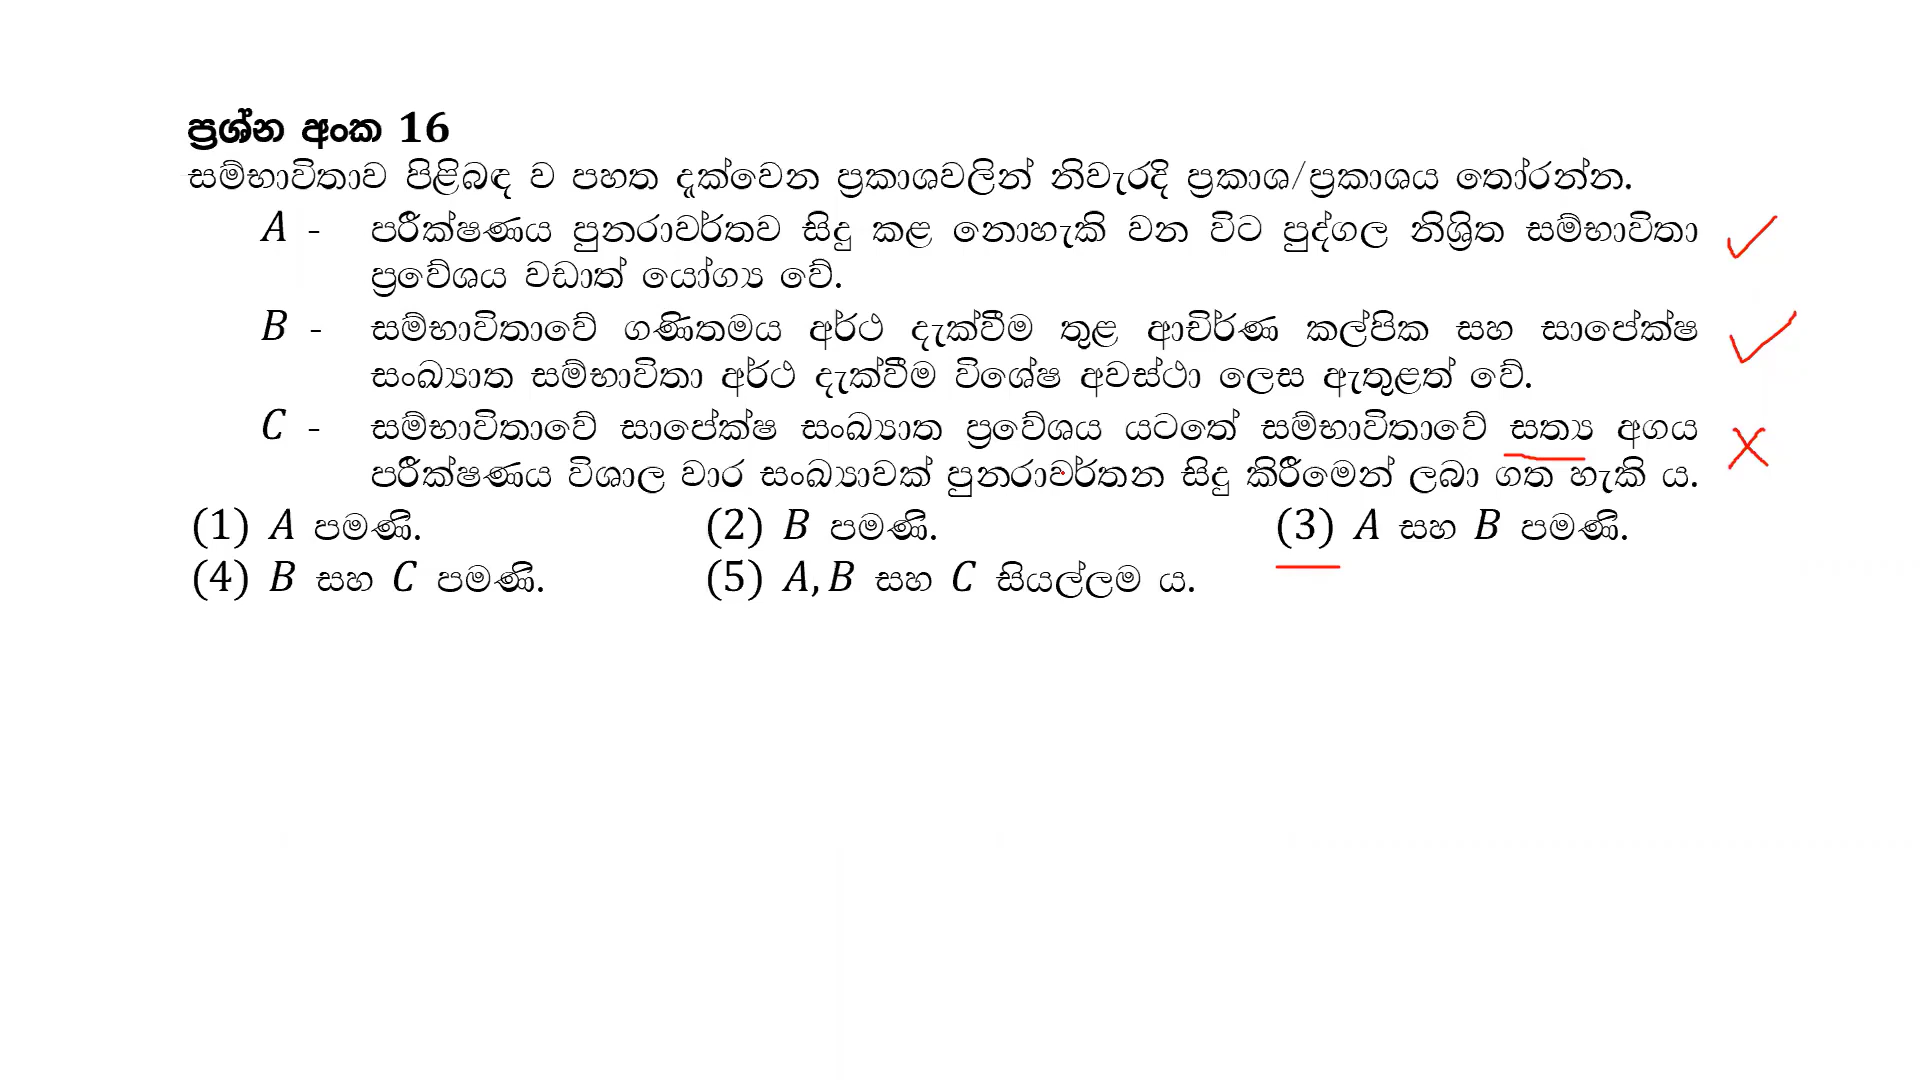 ප්‍රශ්න අංක 16
සම්භාවිතාව පිළිබඳ ව පහත දැක්වෙන ප්‍රකාශවලින් නිවැරදි ප්‍රකාශ/ප්‍රකාශය තෝරන්න.
A - පරීක්ෂණය පුනරාවර්තව සිදු කළ නොහැකි වන විට පුද්ගල නිශ්‍රිත සම්භාවිතා
ප්‍රවේශය වඩාත් යෝග්‍ය වේ.
B - සම්භාවිතාවේ ගණිතමය අර්ථ දැක්වීම තුළ ආචිර්ණ කල්පික සහ සාපේක්ෂ
සංඛ්‍යාත සම්භාවිතා අර්ථ දැක්වීම විශේෂ අවස්ථා ලෙස ඇතුළත් වේ.
C - සම්භාවිතාවේ සාපේක්ෂ සංඛ්‍යාත ප්‍රවේශය යටතේ සම්භාවිතාවේ සත්‍ය අගය
පරීක්ෂණය විශාල වාර සංඛ්‍යාවක් පුනරාවර්තන සිදු කිරීමෙන් ලබා ගත හැකි ය.
(1) A පමණි. (2) B පමණි. (3) A සහ B පමණි.
(4) B සහ C පමණි. (5) A, B සහ C සියල්ලම ය.